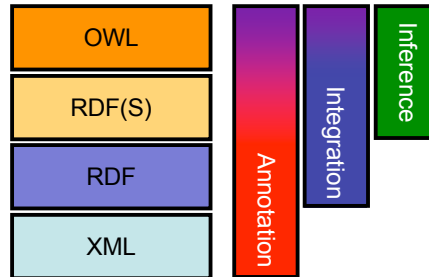 OWL
RDF(S)
RDF
XML
Annotation
Integration
Inference